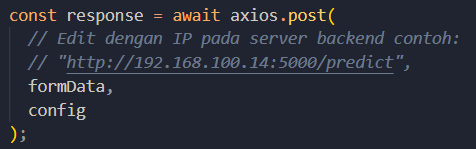 const response = await axios.post(
// Edit dengan IP pada server backend contoh:
// "http://192.168.100.14:5000/predict",
formData,
config
);